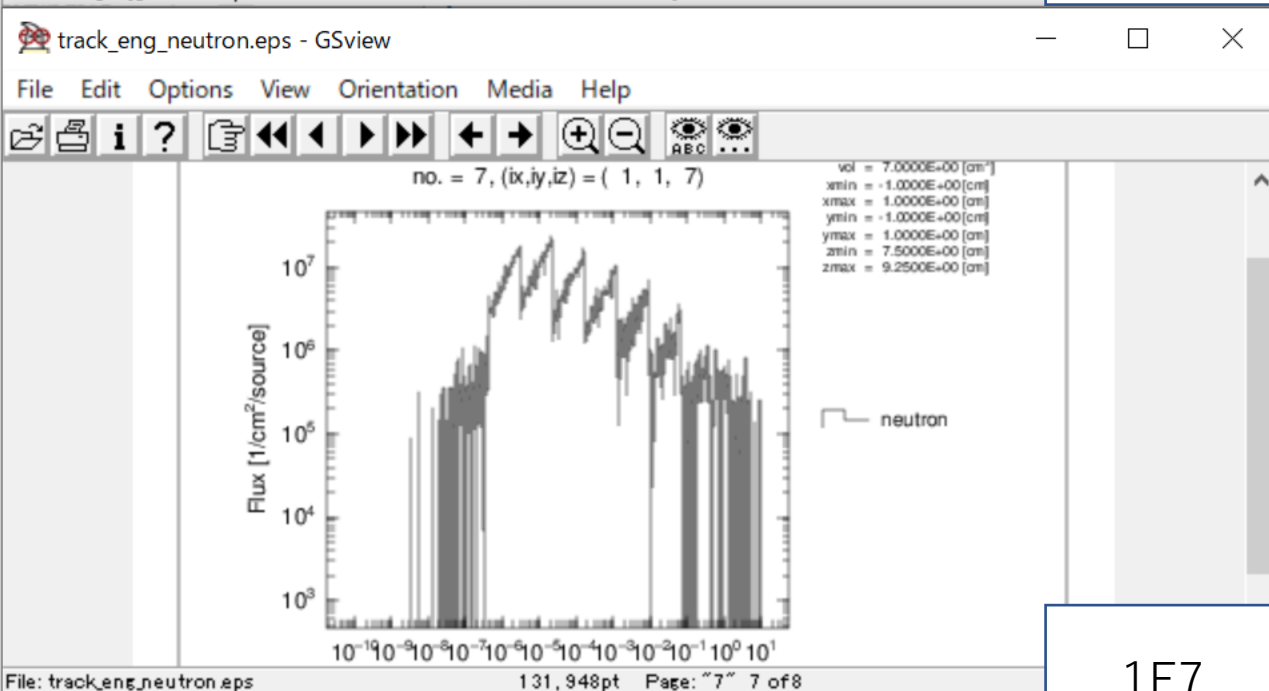 track_eng_neutron.eps - GSview
File Edit Options View Orientation Media Help
i ? ABC
no. = 7, (ix,iy,iz) = ( 1, 1, 7)
vol = 7.0000E+00 [cm³]
xmin = -1.0000E+00 [cm]
xmax = 1.0000E+00 [cm]
ymin = -1.0000E+00 [cm]
ymax = 1.0000E+00 [cm]
zmin = 7.5000E+00 [cm]
zmax = 9.2500E+00 [cm]
10⁷
10⁶
10⁵
10⁴
10³
Flux [1/cm²/source]
neutron
10⁻¹⁰ 10⁻⁹ 10⁻⁸ 10⁻⁷ 10⁻⁶ 10⁻⁵ 10⁻⁴ 10⁻³ 10⁻² 10⁻¹ 10⁰ 10¹
File: track_eng_neutron.eps 131, 948pt Page: "7" 7 of 8
1E7